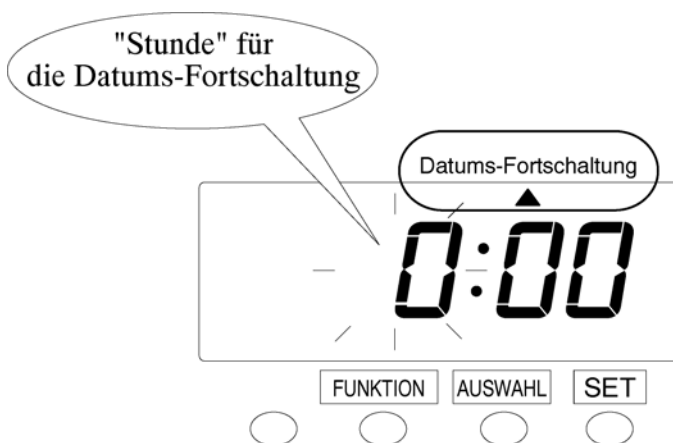 "Stunde" für
die Datums-Fortschaltung
Datums-Fortschaltung
0:00
FUNKTION AUSWAHL SET